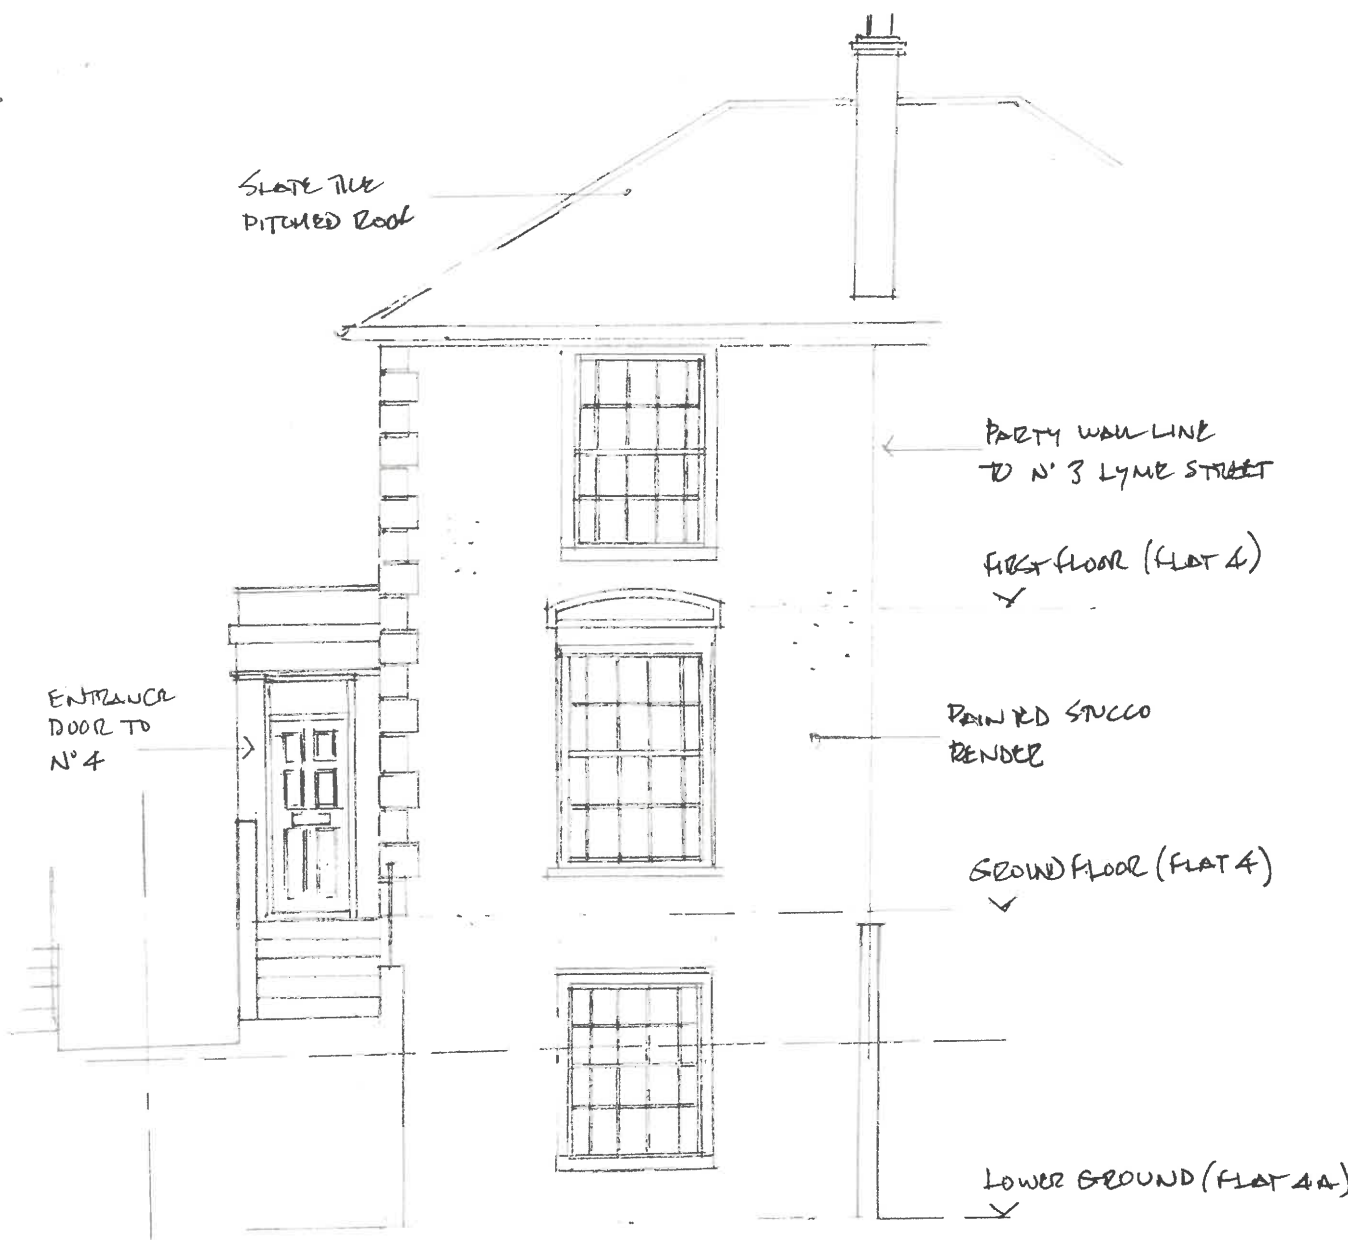 SLATE TILE
PITCHED ROOF
PARTY WALL LINE
TO Nº 3 LYME STREET
FIRST FLOOR (FLAT 4)
ENTRANCE
DOOR TO
Nº 4
PAINTED STUCCO
RENDER
GROUND FLOOR (FLAT 4)
LOWER GROUND (FLAT 4A)